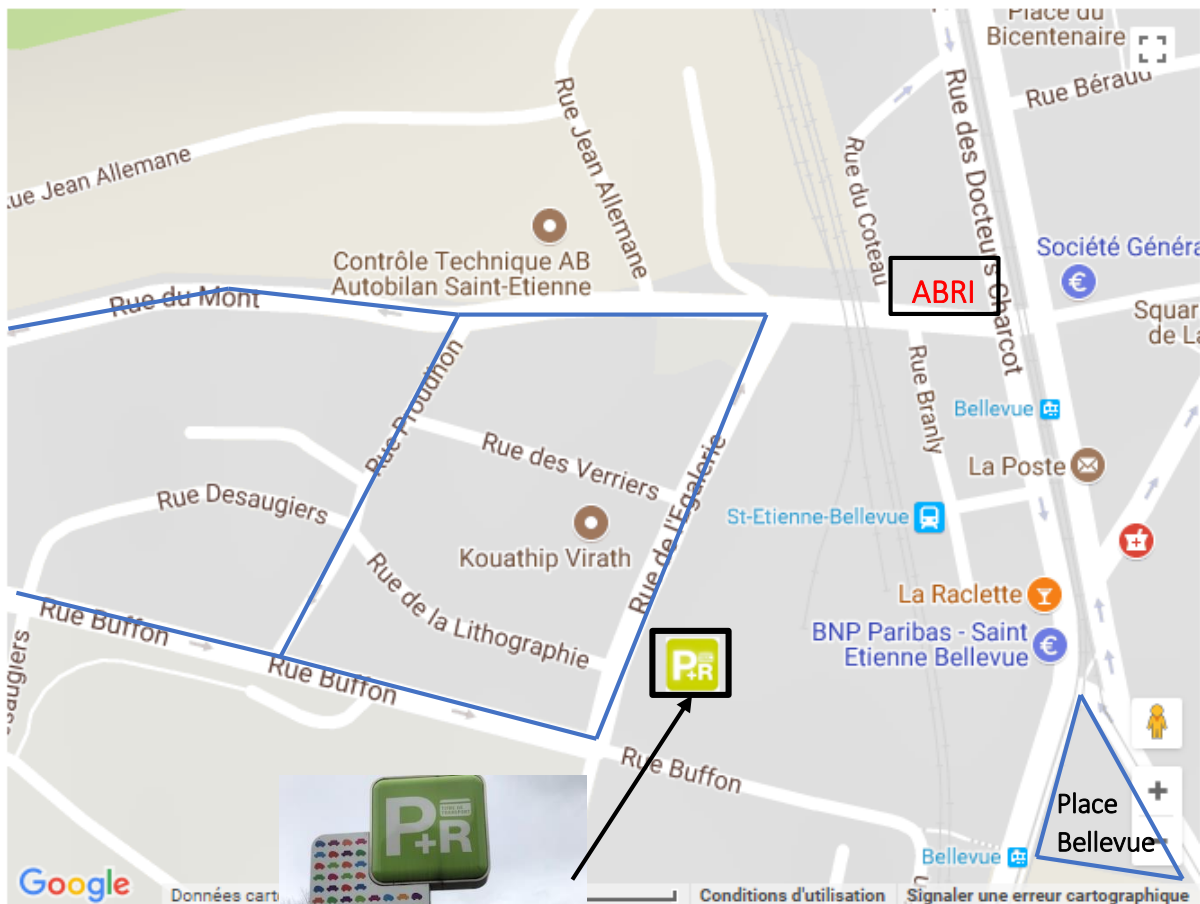 Place du
Bicentenaire
Rue Béraud
Rue Jean Allemane
Rue Jean Allemane
Rue du Coteau
Rue des Docteurs Charcot
Contrôle Technique AB
Autobilan Saint-Etienne
ABRI
Société Généra
Squar
de La
Rue du Mont
Rue Proudhon
Rue Branly
Bellevue
La Poste
Rue des Verriers
Rue de l'Egalerie
Rue Desaugiers
St-Etienne-Bellevue
Kouathip Virath
La Raclette
Rue de la Lithographie
BNP Paribas - Saint
Etienne Bellevue
Rue Buffon
Rue Buffon
P+R
Desaugiers
Rue Buffon
Place
Bellevue
P+R
Bellevue
Google
Données cart
Conditions d'utilisation
Signaler une erreur cartographique